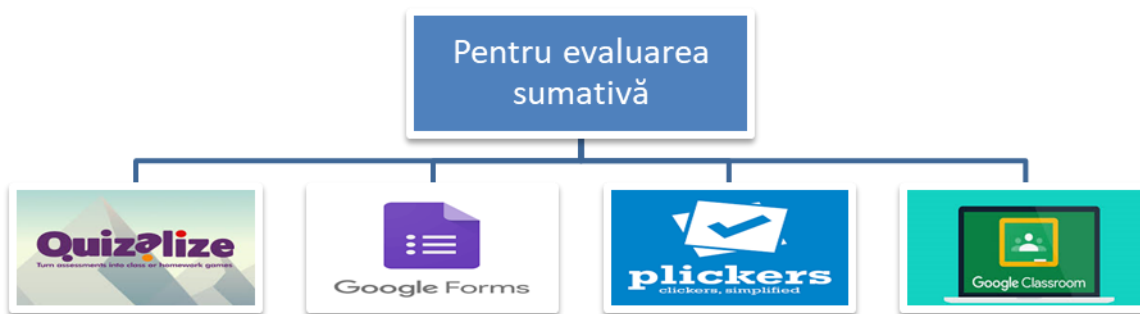 Pentru evaluarea
sumativă
Quizalize
Turn assessments into class or homework games
Google Forms
plickers
clickers, simplified
Google Classroom